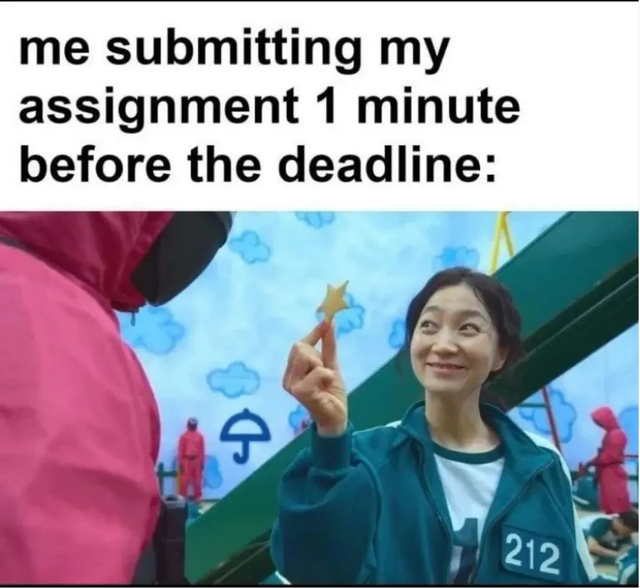 me submitting my
assignment 1 minute
before the deadline:
212